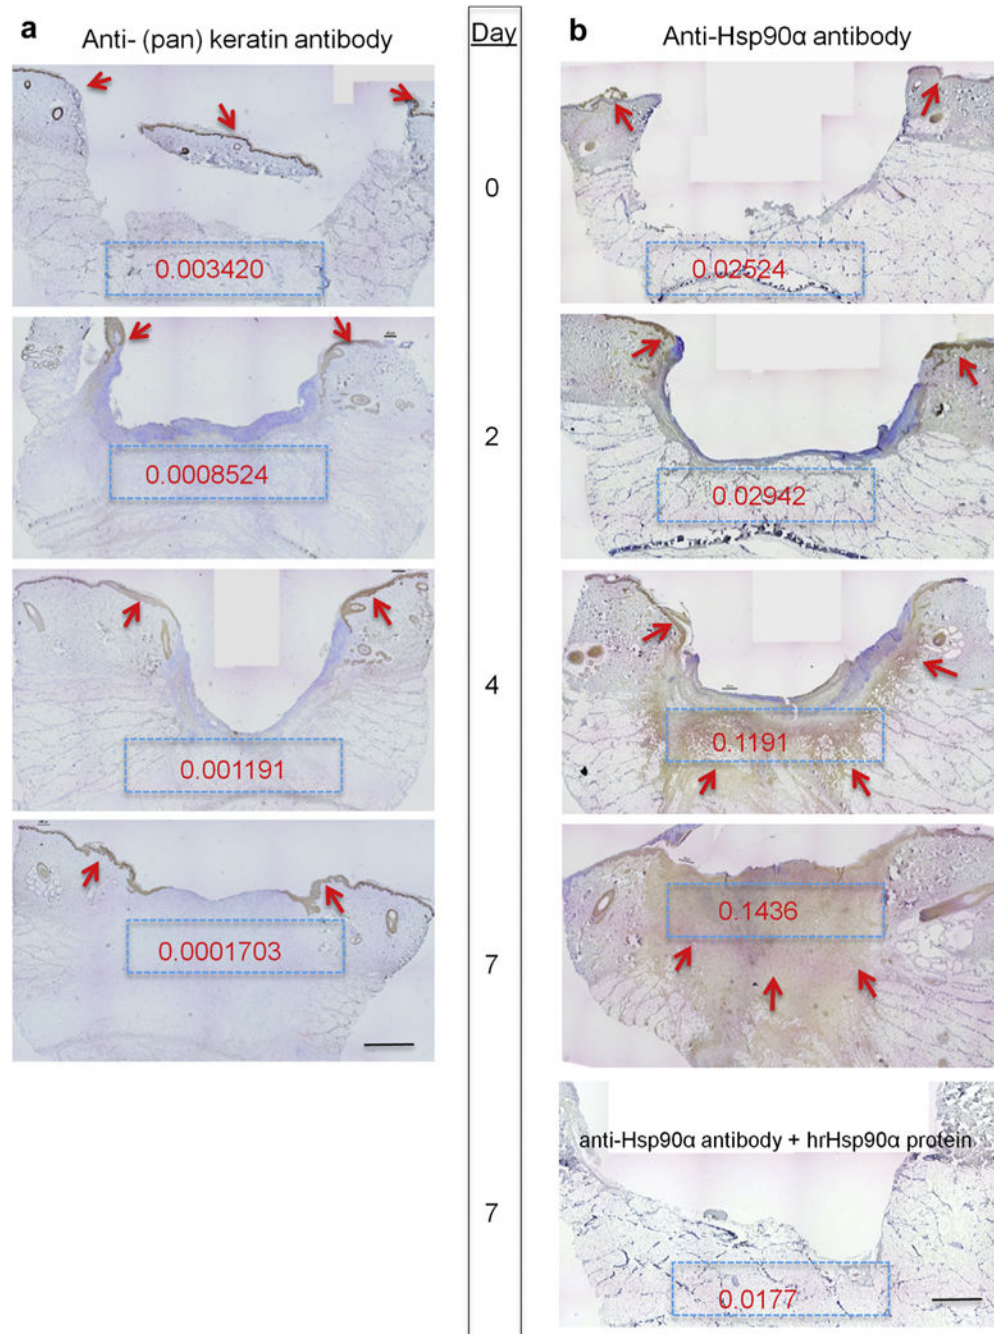 a
Anti- (pan) keratin antibody
Day
b
Anti-Hsp90α antibody
0.003420
0
0.02524
0.0008524
2
0.02942
0.001191
4
0.1191
0.0001703
7
0.1436
anti-Hsp90α antibody + hrHsp90α protein
7
0.0177